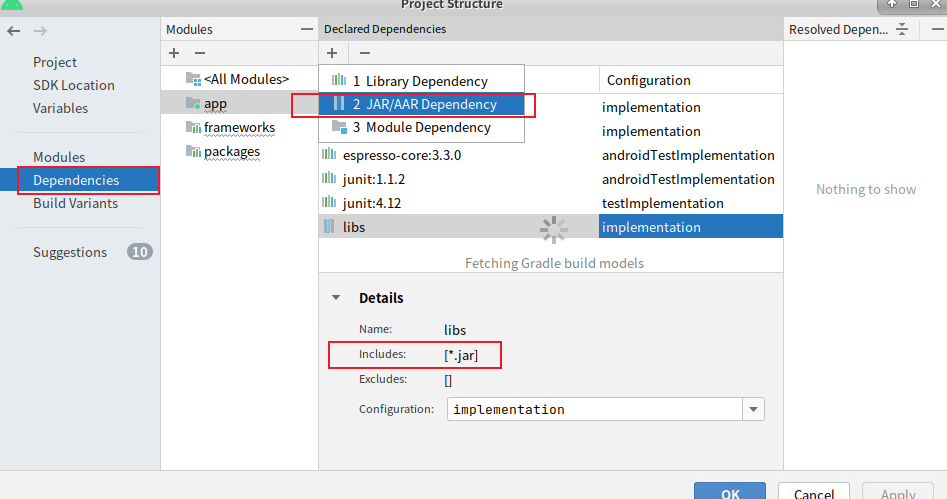 Project Structure
Modules
Declared Dependencies
Resolved Depen...
Project
SDK Location
Variables
Modules
Dependencies
Build Variants
Suggestions 10
<All Modules>
app
frameworks
packages
1 Library Dependency
2 JAR/AAR Dependency
3 Module Dependency
Configuration
implementation
implementation
espresso-core:3.3.0 androidTestImplementation
junit:1.1.2 androidTestImplementation
junit:4.12 testImplementation
libs implementation
Fetching Gradle build models
Details
Name: libs
Includes: [*.jar]
Excludes: []
Configuration: implementation
Nothing to show
OK Cancel Apply